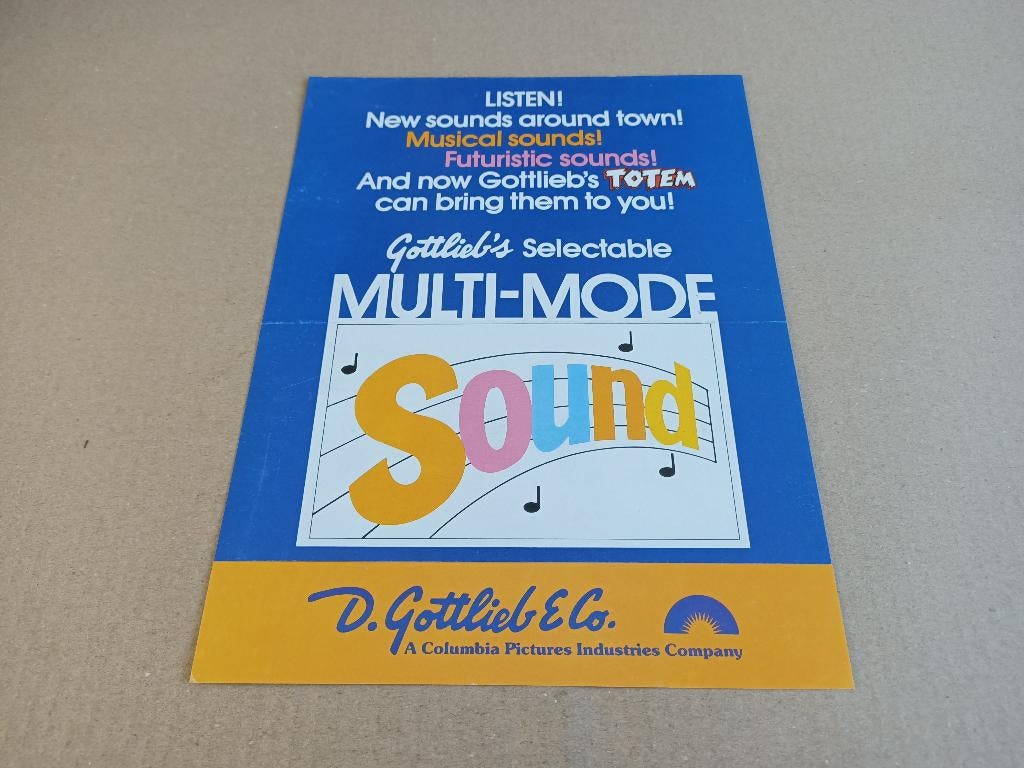 LISTEN!
New sounds around town!
Musical sounds!
Futuristic sounds!
And now Gottlieb's TOTEM
can bring them to you!
Gottlieb's Selectable
MULTI-MODE
Sound
D. Gottlieb & Co.
A Columbia Pictures Industries Company